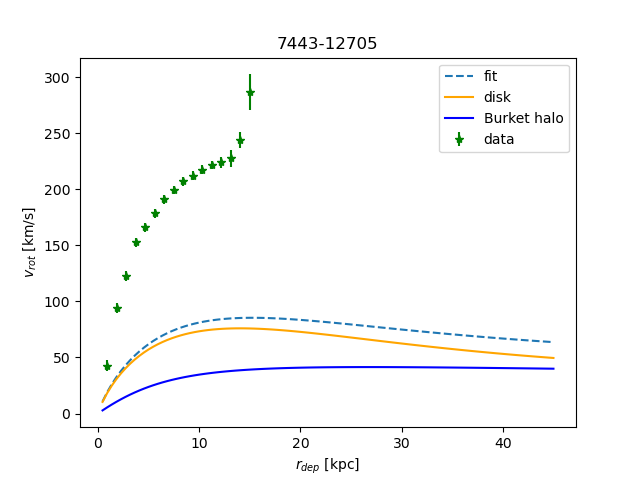 7443-12705
fit
disk
Burket halo
data
300
250
200
150
100
50
0
v_rot [km/s]
0 10 20 30 40
r_dep [kpc]